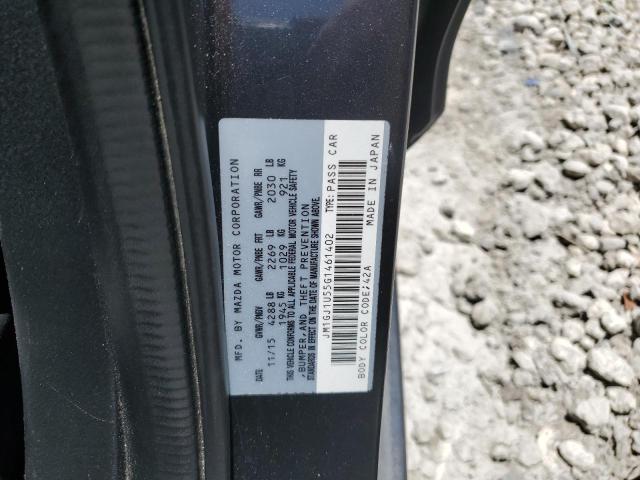 MFD. BY MAZDA MOTOR CORPORATION
GVWR/PNBV GAWR/PNBE FRT GAWR/PNBE RR
11/15 4288 LB 2269 LB 2030 LB
1945 KG 1029 KG 921 KG
THIS VEHICLE CONFORMS TO ALL APPLICABLE FEDERAL MOTOR VEHICLE SAFETY
,BUMPER,AND THEFT PREVENTION
STANDARDS IN EFFECT ON THE DATE OF MANUFACTURE SHOWN ABOVE.
JM1GJ1U55G1461402 TYPE: PASS CAR
BODY COLOR CODE:42A MADE IN JAPAN